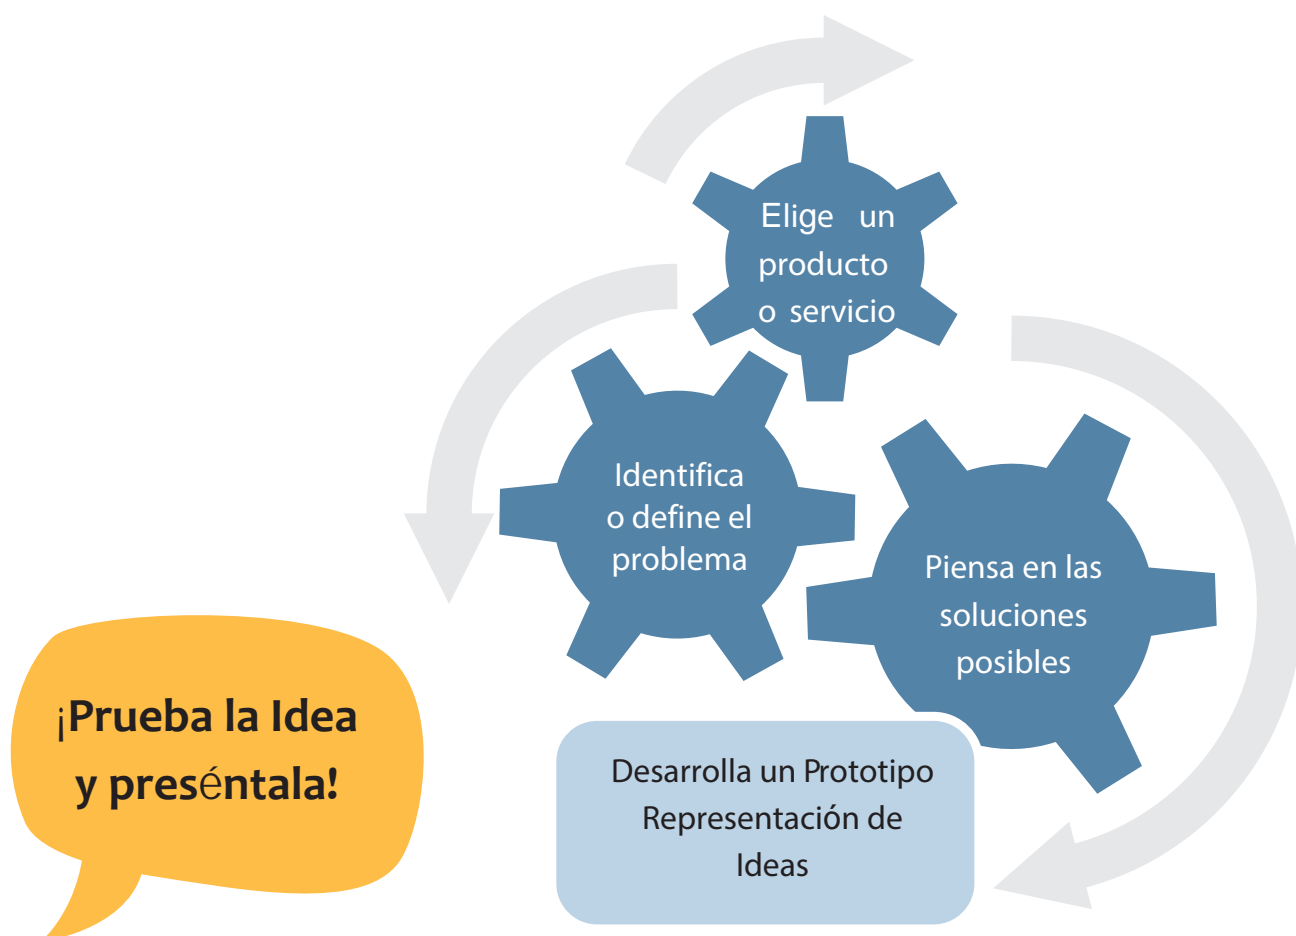 Elige un
producto
o servicio
Identifica
o define el
problema
Piensa en las
soluciones
posibles
¡Prueba la Idea
y preséntala!
Desarrolla un Prototipo
Representación de
Ideas